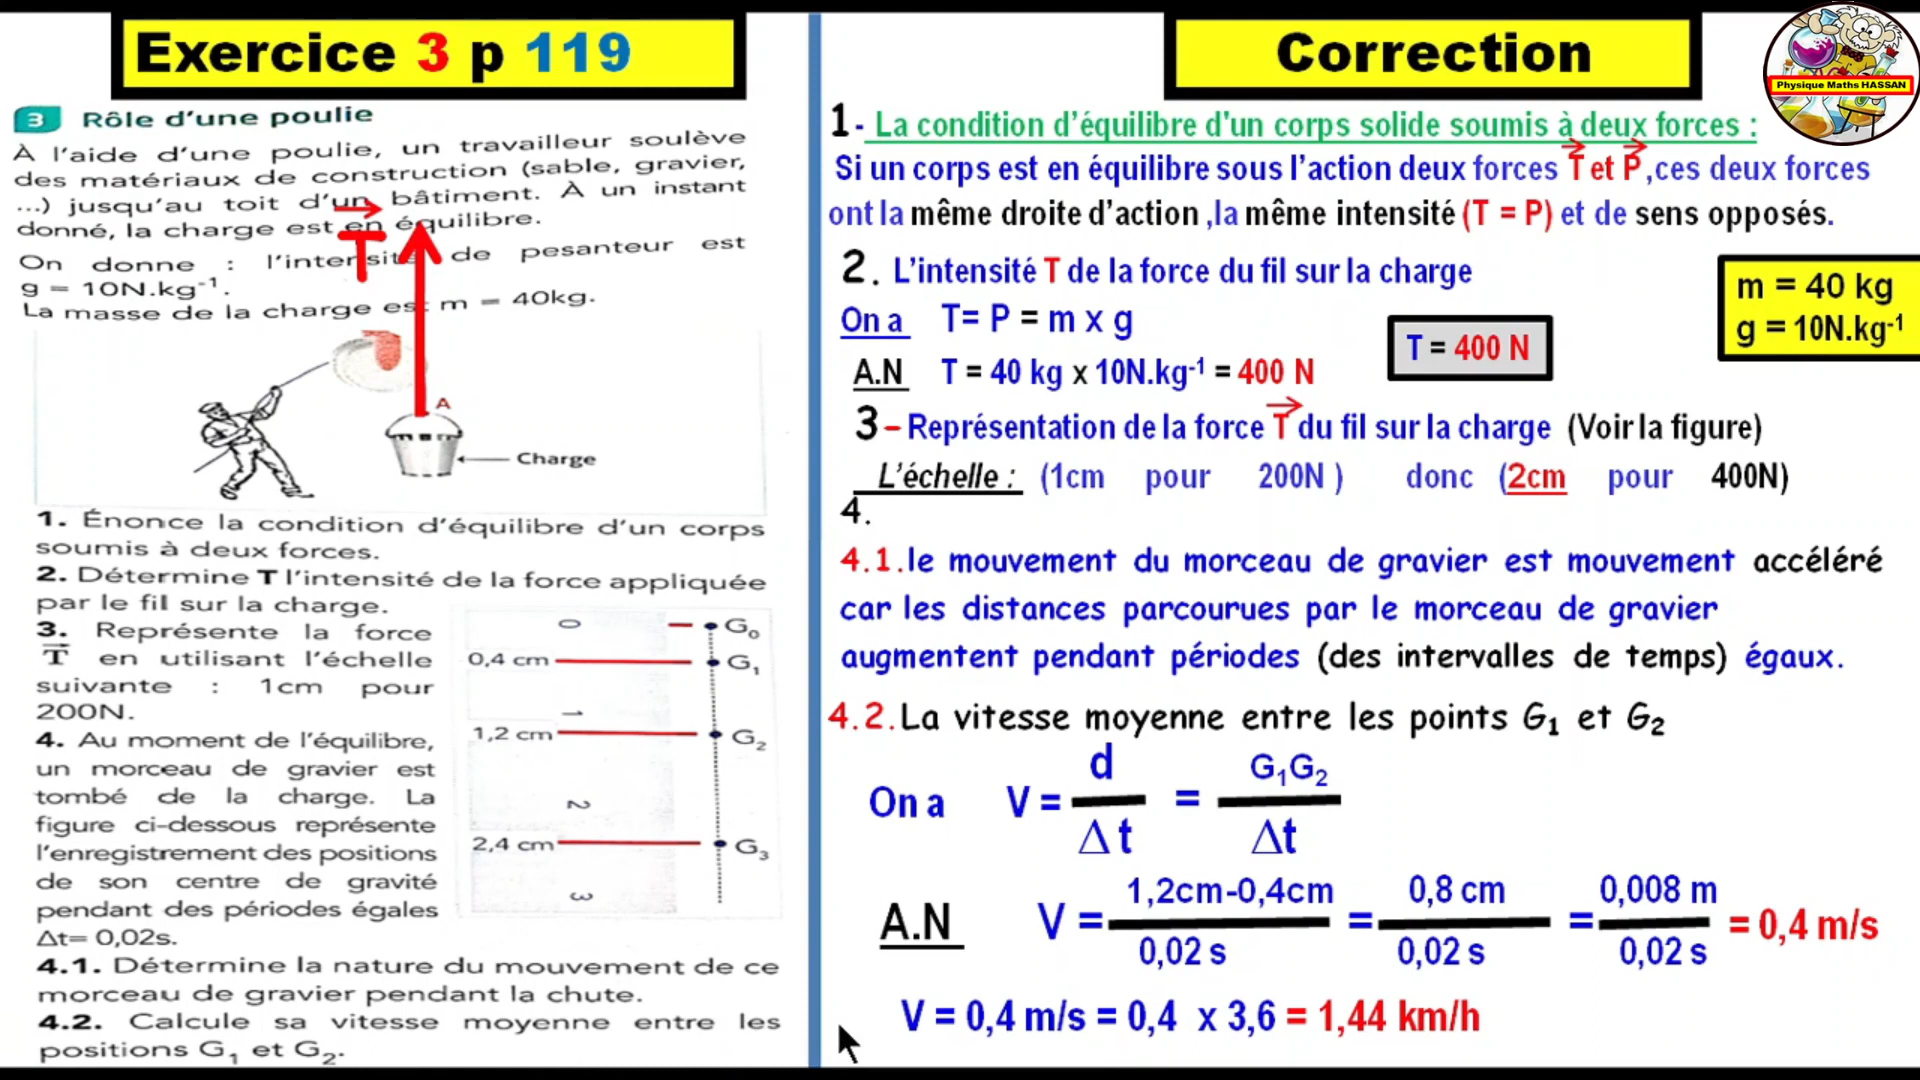 Exercice 3 p 119
3 Rôle d'une poulie
À l'aide d'une poulie, un travailleur soulève
des matériaux de construction (sable, gravier,
...) jusqu'au toit d'un bâtiment. À un instant
donné, la charge est en équilibre.
On donne : l'intensité de pesanteur est
g = 10N.kg⁻¹.
La masse de la charge est m = 40kg.
T
A
Charge
1. Énonce la condition d'équilibre d'un corps
soumis à deux forces.
2. Détermine T l'intensité de la force appliquée
par le fil sur la charge.
3. Représente la force
T en utilisant l'échelle
suivante : 1cm pour
200N.
4. Au moment de l'équilibre,
un morceau de gravier est
tombé de la charge. La
figure ci-dessous représente
l'enregistrement des positions
de son centre de gravité
pendant des périodes égales
Δt= 0,02s.
4.1. Détermine la nature du mouvement de ce
morceau de gravier pendant la chute.
4.2. Calcule sa vitesse moyenne entre les
positions G₁ et G₂.
0 G₀
0,4 cm G₁
1
1,2 cm G₂
2
2,4 cm G₃
3
Correction
Physique Maths HASSAN
1- La condition d'équilibre d'un corps solide soumis à deux forces :
Si un corps est en équilibre sous l'action deux forces T et P ,ces deux forces
ont la même droite d'action ,la même intensité (T = P) et de sens opposés.
2. L'intensité T de la force du fil sur la charge
m = 40 kg
g = 10N.kg⁻¹
On a T= P = m x g
T = 400 N
A.N T = 40 kg x 10N.kg⁻¹ = 400 N
3– Représentation de la force T du fil sur la charge (Voir la figure)
L'échelle : (1cm pour 200N ) donc (2cm pour 400N)
4.
4.1.le mouvement du morceau de gravier est mouvement accéléré
car les distances parcourues par le morceau de gravier
augmentent pendant périodes (des intervalles de temps) égaux.
4.2.La vitesse moyenne entre les points G₁ et G₂
On a V = d / Δt = G₁G₂ / Δt
A.N V = 1,2cm-0,4cm / 0,02 s = 0,8 cm / 0,02 s = 0,008 m / 0,02 s = 0,4 m/s
V = 0,4 m/s = 0,4 x 3,6 = 1,44 km/h